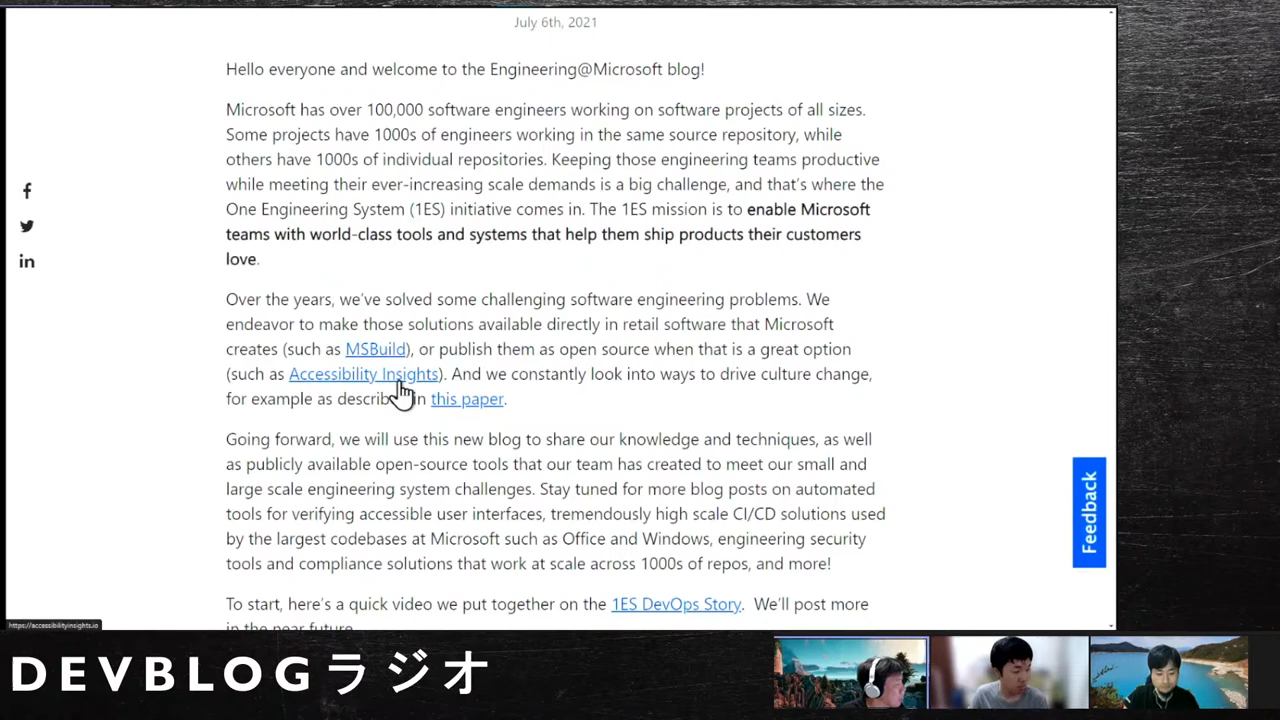 July 6th, 2021
Hello everyone and welcome to the Engineering@Microsoft blog!
Microsoft has over 100,000 software engineers working on software projects of all sizes.
Some projects have 1000s of engineers working in the same source repository, while
others have 1000s of individual repositories. Keeping those engineering teams productive
while meeting their ever-increasing scale demands is a big challenge, and that's where the
One Engineering System (1ES) initiative comes in. The 1ES mission is to enable Microsoft
teams with world-class tools and systems that help them ship products their customers
love.
Over the years, we've solved some challenging software engineering problems. We
endeavor to make those solutions available directly in retail software that Microsoft
creates (such as MSBuild), or publish them as open source when that is a great option
(such as Accessibility Insights). And we constantly look into ways to drive culture change,
for example as described in this paper.
Going forward, we will use this new blog to share our knowledge and techniques, as well
as publicly available open-source tools that our team has created to meet our small and
large scale engineering system challenges. Stay tuned for more blog posts on automated
tools for verifying accessible user interfaces, tremendously high scale CI/CD solutions used
by the largest codebases at Microsoft such as Office and Windows, engineering security
tools and compliance solutions that work at scale across 1000s of repos, and more!
To start, here's a quick video we put together on the 1ES DevOps Story. We'll post more
in the near future.
Feedback
https://accessibilityinsights.io
DEVBLOGラジオ